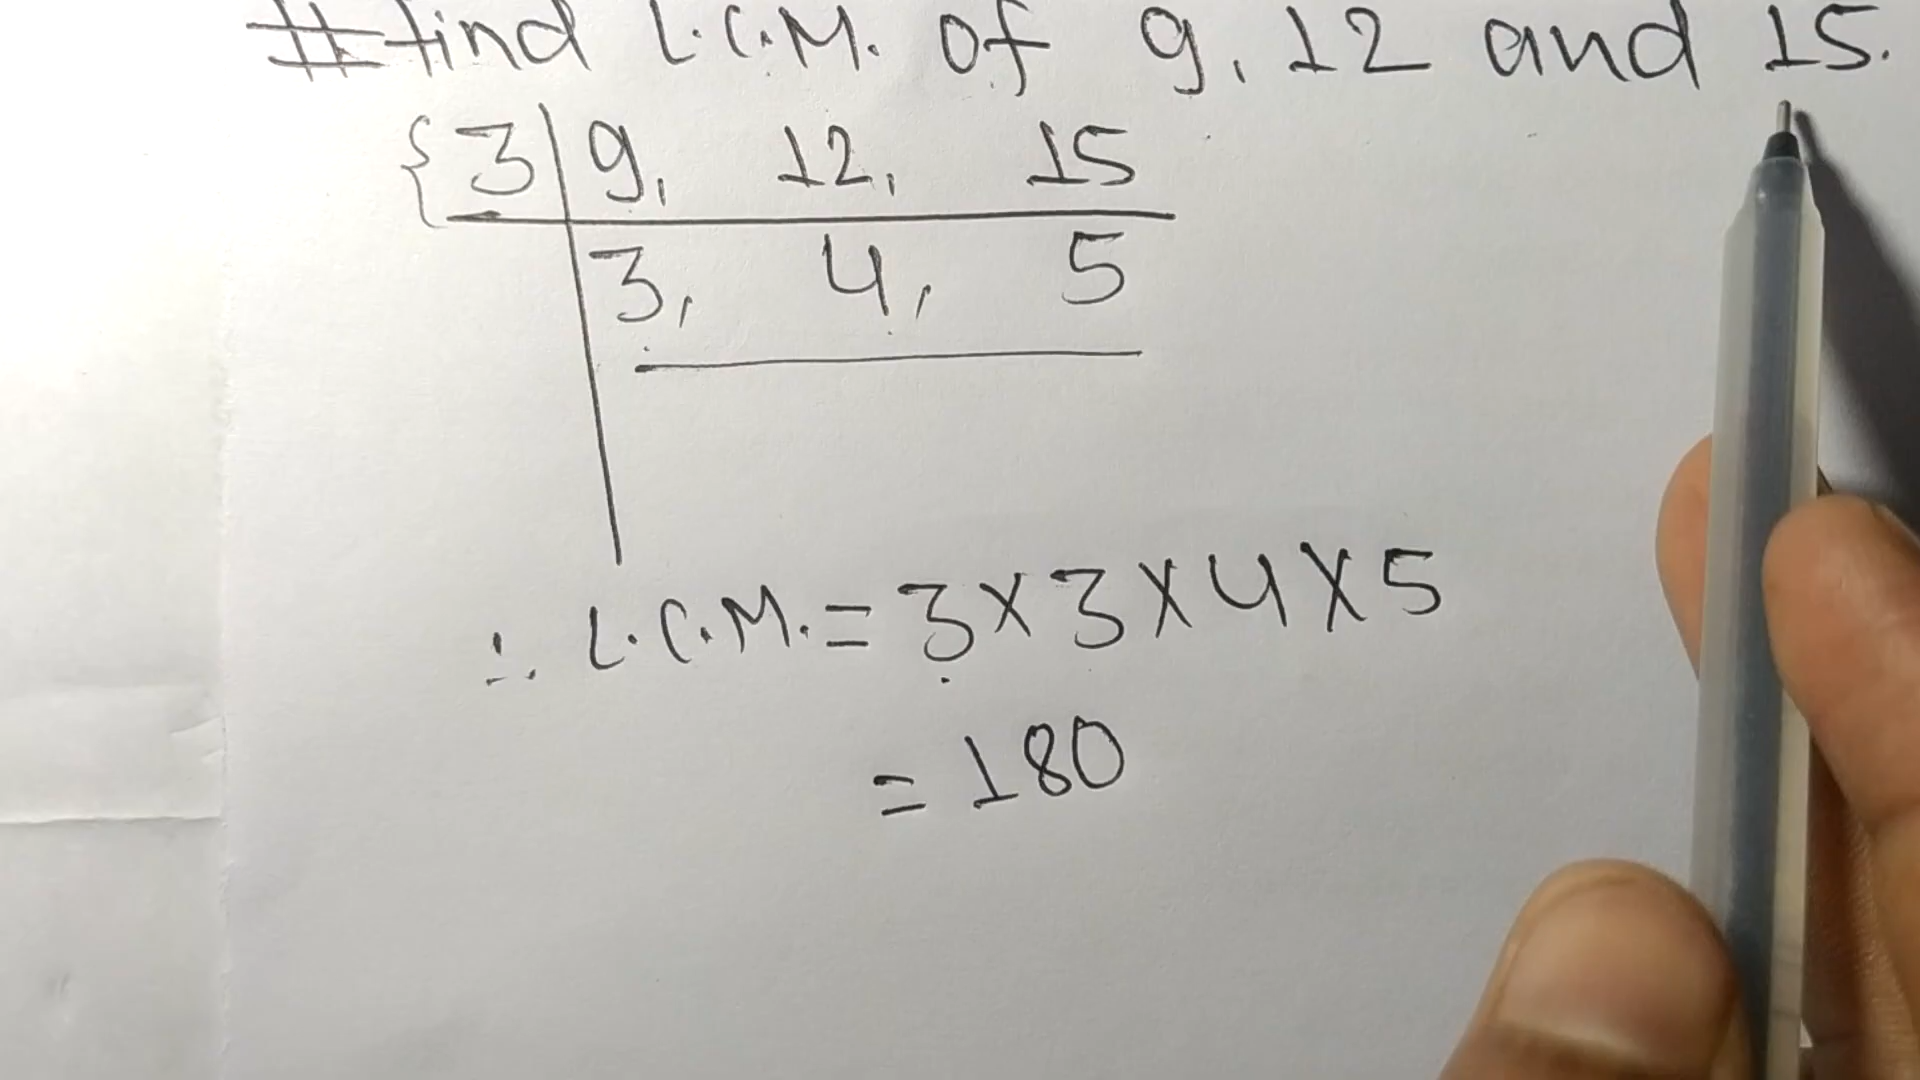 # find L.C.M. of 9, 12 and 15.
{ 3 | 9, 12, 15
3, 4, 5
∴ L.C.M. = 3 × 3 × 4 × 5
= 180